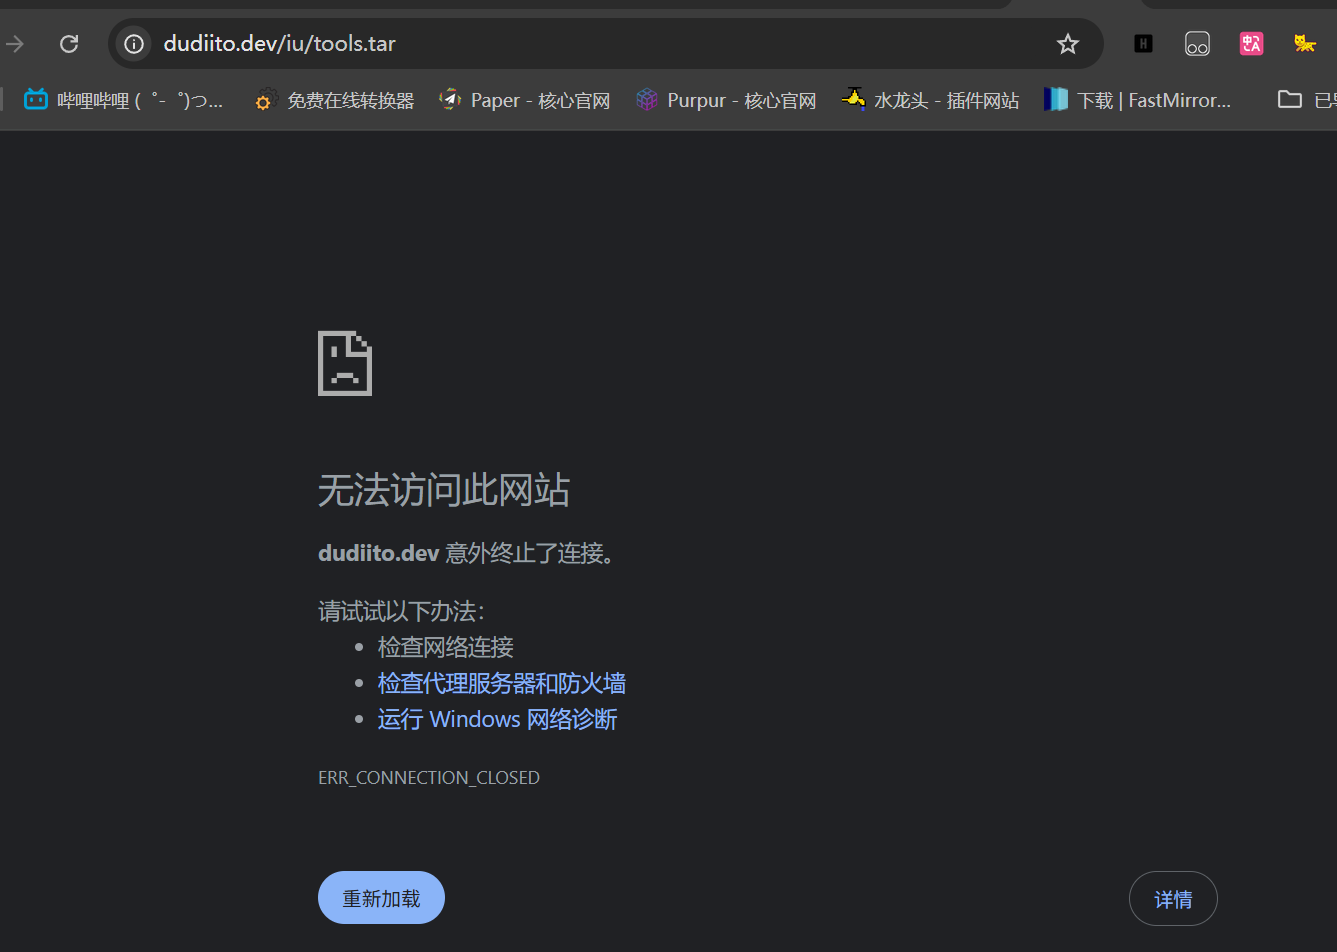 dudiito.dev/iu/tools.tar
哔哩哔哩 ( ゜- ゜)つ... 免费在线转换器 Paper - 核心官网 Purpur - 核心官网 水龙头 - 插件网站 下载 | FastMirror...
无法访问此网站
dudiito.dev 意外终止了连接。
请试试以下办法：
检查网络连接
检查代理服务器和防火墙
运行 Windows 网络诊断
ERR_CONNECTION_CLOSED
重新加载 详情